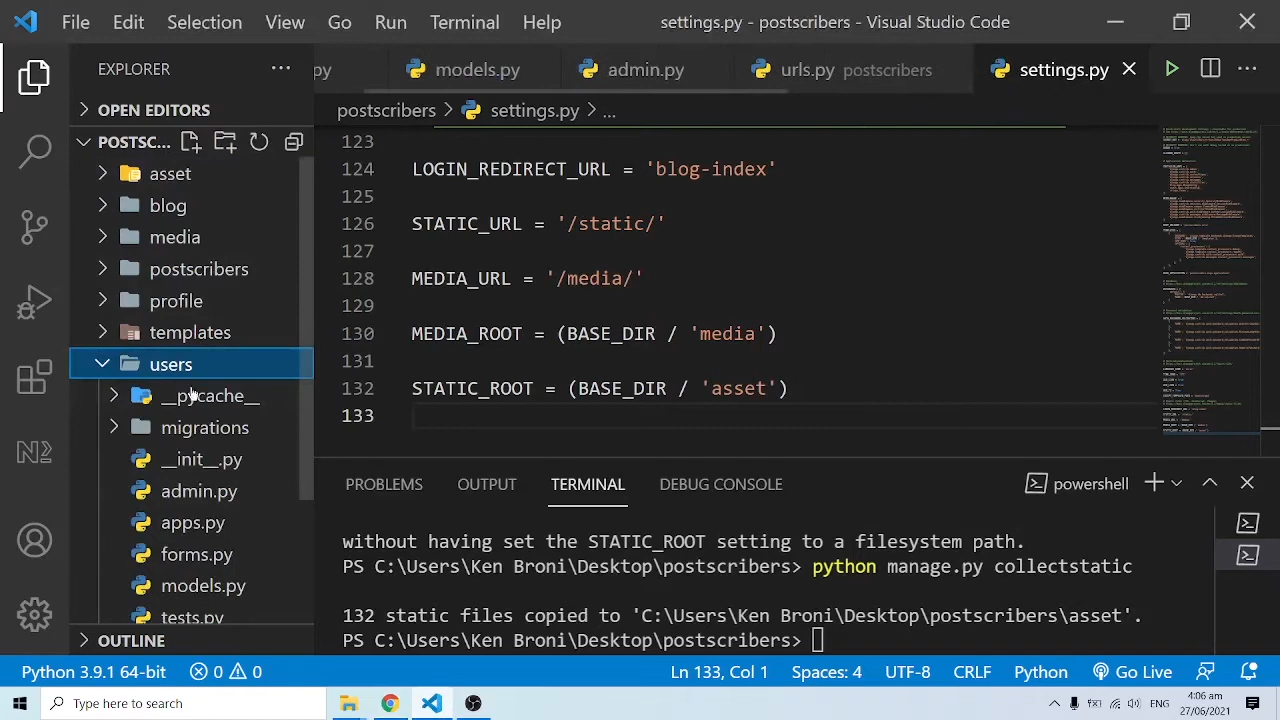 File Edit Selection View Go Run Terminal Help settings.py - postscribers - Visual Studio Code
EXPLORER
py models.py admin.py urls.py postscribers settings.py
OPEN EDITORS
postscribers > settings.py > ...
POSTSC...
asset
blog
media
postscribers
profile
templates
users
migrations
__init__.py
admin.py
apps.py
forms.py
models.py
tests.py
OUTLINE
123
124 LOGIN_REDIRECT_URL = 'blog-index'
125
126 STATIC_URL = '/static/'
127
128 MEDIA_URL = '/media/'
129
130 MEDIA_ROOT = (BASE_DIR / 'media')
131
132 STATIC_ROOT = (BASE_DIR / 'asset')
133
PROBLEMS OUTPUT TERMINAL DEBUG CONSOLE powershell
without having set the STATIC_ROOT setting to a filesystem path.
PS C:\Users\Ken Broni\Desktop\postscribers> python manage.py collectstatic
132 static files copied to 'C:\Users\Ken Broni\Desktop\postscribers\asset'.
PS C:\Users\Ken Broni\Desktop\postscribers>
Python 3.9.1 64-bit 0 0 Ln 133, Col 1 Spaces: 4 UTF-8 CRLF Python Go Live
Type here to search
4:06 am
27/06/2021